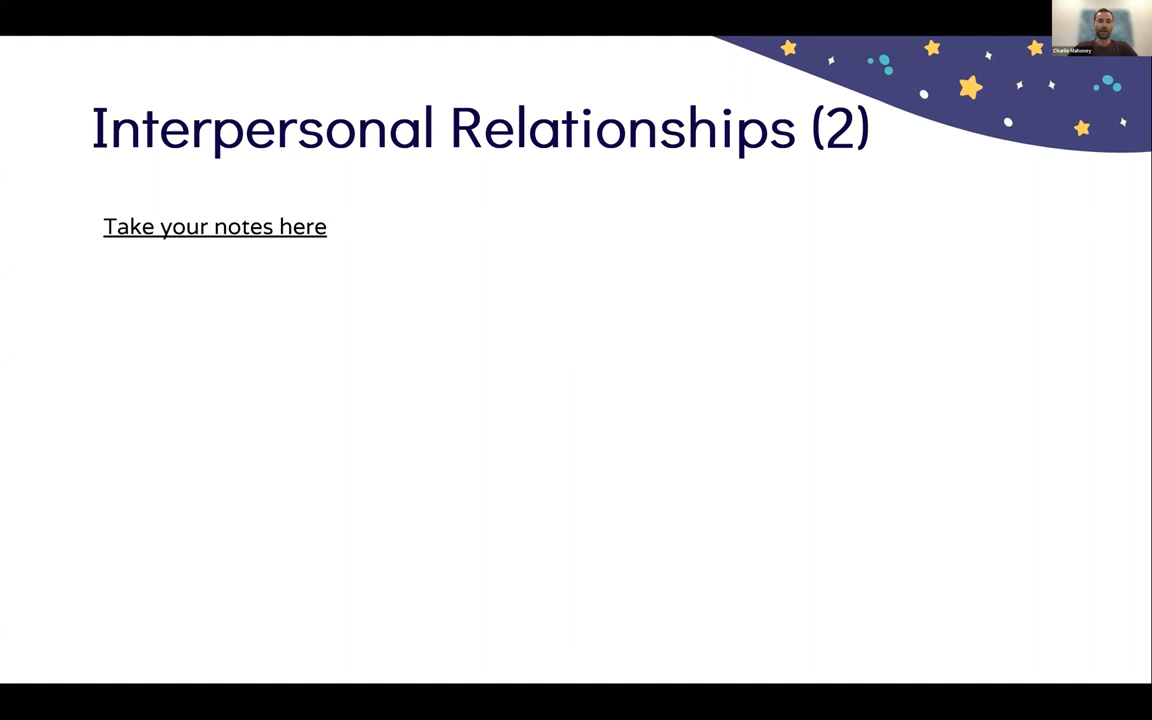 Charlie Mahoney
Interpersonal Relationships (2)
Take your notes here